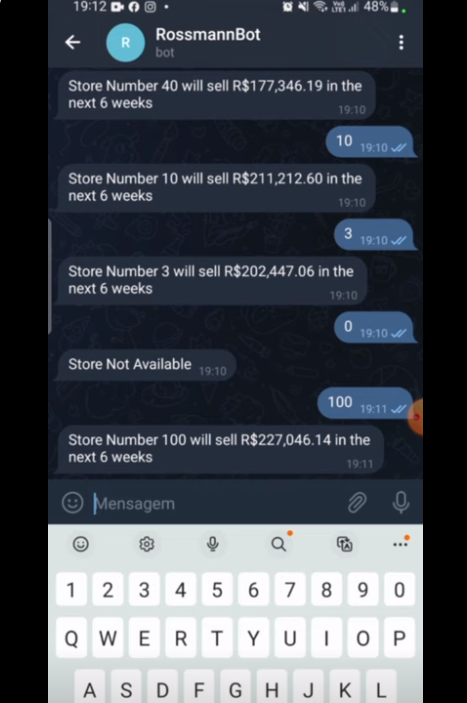 19:12
48%
R
RossmannBot
bot
Store Number 40 will sell R$177,346.19 in the
next 6 weeks
19:10
10 19:10
Store Number 10 will sell R$211,212.60 in the
next 6 weeks
19:10
3 19:10
Store Number 3 will sell R$202,447.06 in the
next 6 weeks
19:10
0 19:10
Store Not Available 19:10
100 19:11
Store Number 100 will sell R$227,046.14 in the
next 6 weeks
19:11
Mensagem
1 2 3 4 5 6 7 8 9 0
Q W E R T Y U I O P
A S D F G H J K L